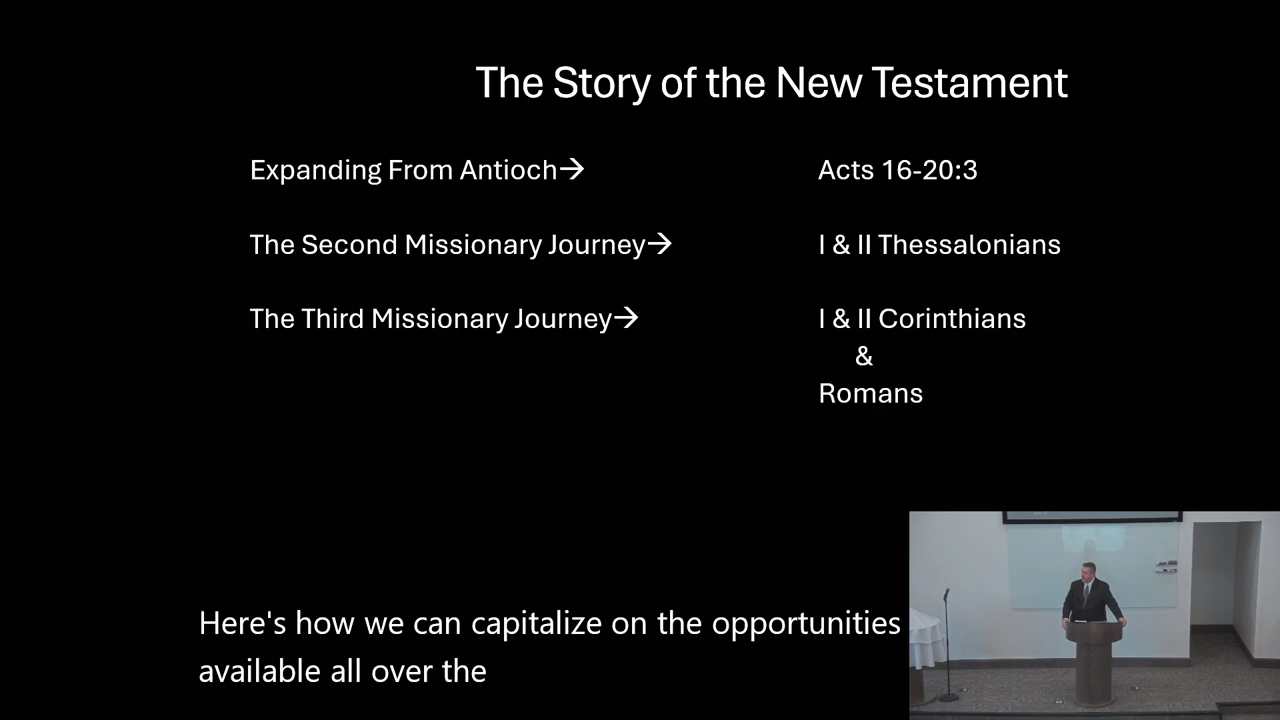 The Story of the New Testament
Expanding From Antioch→ Acts 16-20:3
The Second Missionary Journey→ I & II Thessalonians
The Third Missionary Journey→ I & II Corinthians
&
Romans
Here's how we can capitalize on the opportunities
available all over the